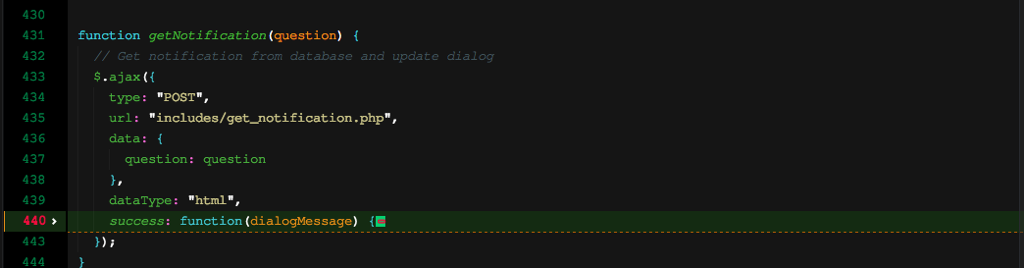 430
431 function getNotification(question) {
432 // Get notification from database and update dialog
433 $.ajax({
434 type: "POST",
435 url: "includes/get_notification.php",
436 data: {
437 question: question
438 },
439 dataType: "html",
440 › success: function(dialogMessage) {
443 });
444 }